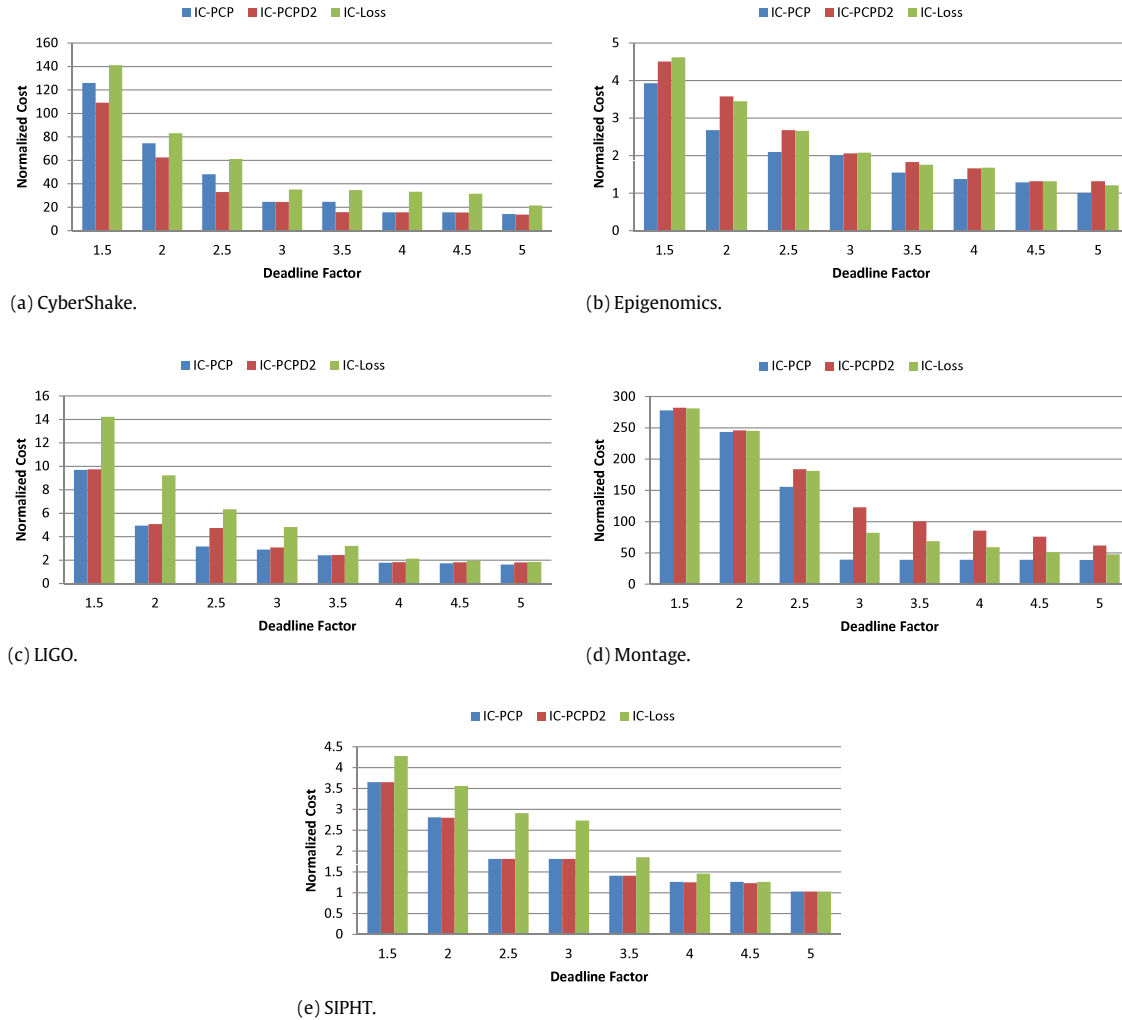 IC-PCP IC-PCPD2 IC-Loss
Normalized Cost
160
140
120
100
80
60
40
20
0
1.5 2 2.5 3 3.5 4 4.5 5
Deadline Factor
(a) CyberShake.
IC-PCP IC-PCPD2 IC-Loss
Normalized Cost
5
4
3
2
1
0
1.5 2 2.5 3 3.5 4 4.5 5
Deadline Factor
(b) Epigenomics.
IC-PCP IC-PCPD2 IC-Loss
Normalized Cost
16
14
12
10
8
6
4
2
0
1.5 2 2.5 3 3.5 4 4.5 5
Deadline Factor
(c) LIGO.
IC-PCP IC-PCPD2 IC-Loss
Normalized Cost
300
250
200
150
100
50
0
1.5 2 2.5 3 3.5 4 4.5 5
Deadline Factor
(d) Montage.
IC-PCP IC-PCPD2 IC-Loss
Normalized Cost
4.5
4
3.5
3
2.5
2
1.5
1
0.5
0
1.5 2 2.5 3 3.5 4 4.5 5
Deadline Factor
(e) SIPHT.